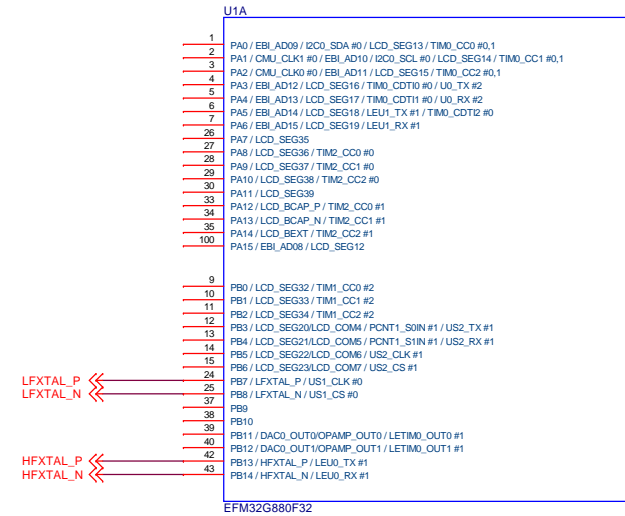 U1A
1 PA0 / EBI_AD09 / I2C0_SDA #0 / LCD_SEG13 / TIM0_CC0 #0,1
2 PA1 / CMU_CLK1 #0 / EBI_AD10 / I2C0_SCL #0 / LCD_SEG14 / TIM0_CC1 #0,1
3 PA2 / CMU_CLK0 #0 / EBI_AD11 / LCD_SEG15 / TIM0_CC2 #0,1
4 PA3 / EBI_AD12 / LCD_SEG16 / TIM0_CDTI0 #0 / U0_TX #2
5 PA4 / EBI_AD13 / LCD_SEG17 / TIM0_CDTI1 #0 / U0_RX #2
6 PA5 / EBI_AD14 / LCD_SEG18 / LEU1_TX #1 / TIM0_CDTI2 #0
7 PA6 / EBI_AD15 / LCD_SEG19 / LEU1_RX #1
26 PA7 / LCD_SEG35
27 PA8 / LCD_SEG36 / TIM2_CC0 #0
28 PA9 / LCD_SEG37 / TIM2_CC1 #0
29 PA10 / LCD_SEG38 / TIM2_CC2 #0
30 PA11 / LCD_SEG39
33 PA12 / LCD_BCAP_P / TIM2_CC0 #1
34 PA13 / LCD_BCAP_N / TIM2_CC1 #1
35 PA14 / LCD_BEXT / TIM2_CC2 #1
100 PA15 / EBI_AD08 / LCD_SEG12
9 PB0 / LCD_SEG32 / TIM1_CC0 #2
10 PB1 / LCD_SEG33 / TIM1_CC1 #2
11 PB2 / LCD_SEG34 / TIM1_CC2 #2
12 PB3 / LCD_SEG20/LCD_COM4 / PCNT1_S0IN #1 / US2_TX #1
13 PB4 / LCD_SEG21/LCD_COM5 / PCNT1_S1IN #1 / US2_RX #1
14 PB5 / LCD_SEG22/LCD_COM6 / US2_CLK #1
15 PB6 / LCD_SEG23/LCD_COM7 / US2_CS #1
LFXTAL_P 24 PB7 / LFXTAL_P / US1_CLK #0
LFXTAL_N 25 PB8 / LFXTAL_N / US1_CS #0
37 PB9
38 PB10
39 PB11 / DAC0_OUT0/OPAMP_OUT0 / LETIM0_OUT0 #1
40 PB12 / DAC0_OUT1/OPAMP_OUT1 / LETIM0_OUT1 #1
HFXTAL_P 42 PB13 / HFXTAL_P / LEU0_TX #1
HFXTAL_N 43 PB14 / HFXTAL_N / LEU0_RX #1
EFM32G880F32